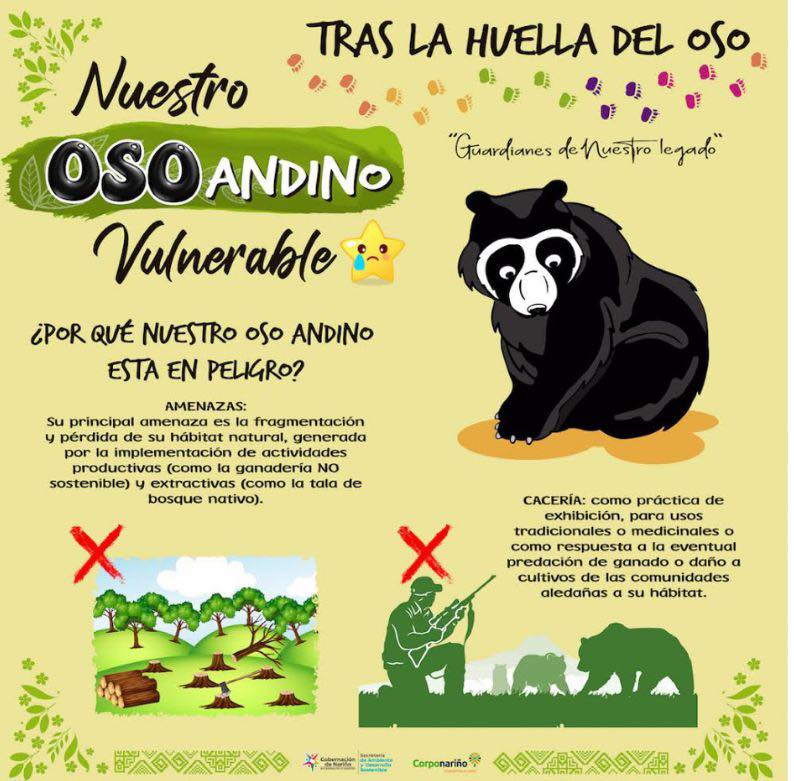 TRAS LA HUELLA DEL OSO
Nuestro
OSO ANDINO
Vulnerable
"Guardianes de Nuestro legado"
¿POR QUÉ NUESTRO OSO ANDINO
ESTA EN PELIGRO?
AMENAZAS:
Su principal amenaza es la fragmentación
y pérdida de su hábitat natural, generada
por la implementación de actividades
productivas (como la ganadería NO
sostenible) y extractivas (como la tala de
bosque nativo).
CACERÍA: como práctica de
exhibición, para usos
tradicionales o medicinales o
como respuesta a la eventual
predación de ganado o daño a
cultivos de las comunidades
aledañas a su hábitat.
Gobernación
de Nariño
Secretaría
de Ambiente
y Desarrollo
Sostenible
Corponariño